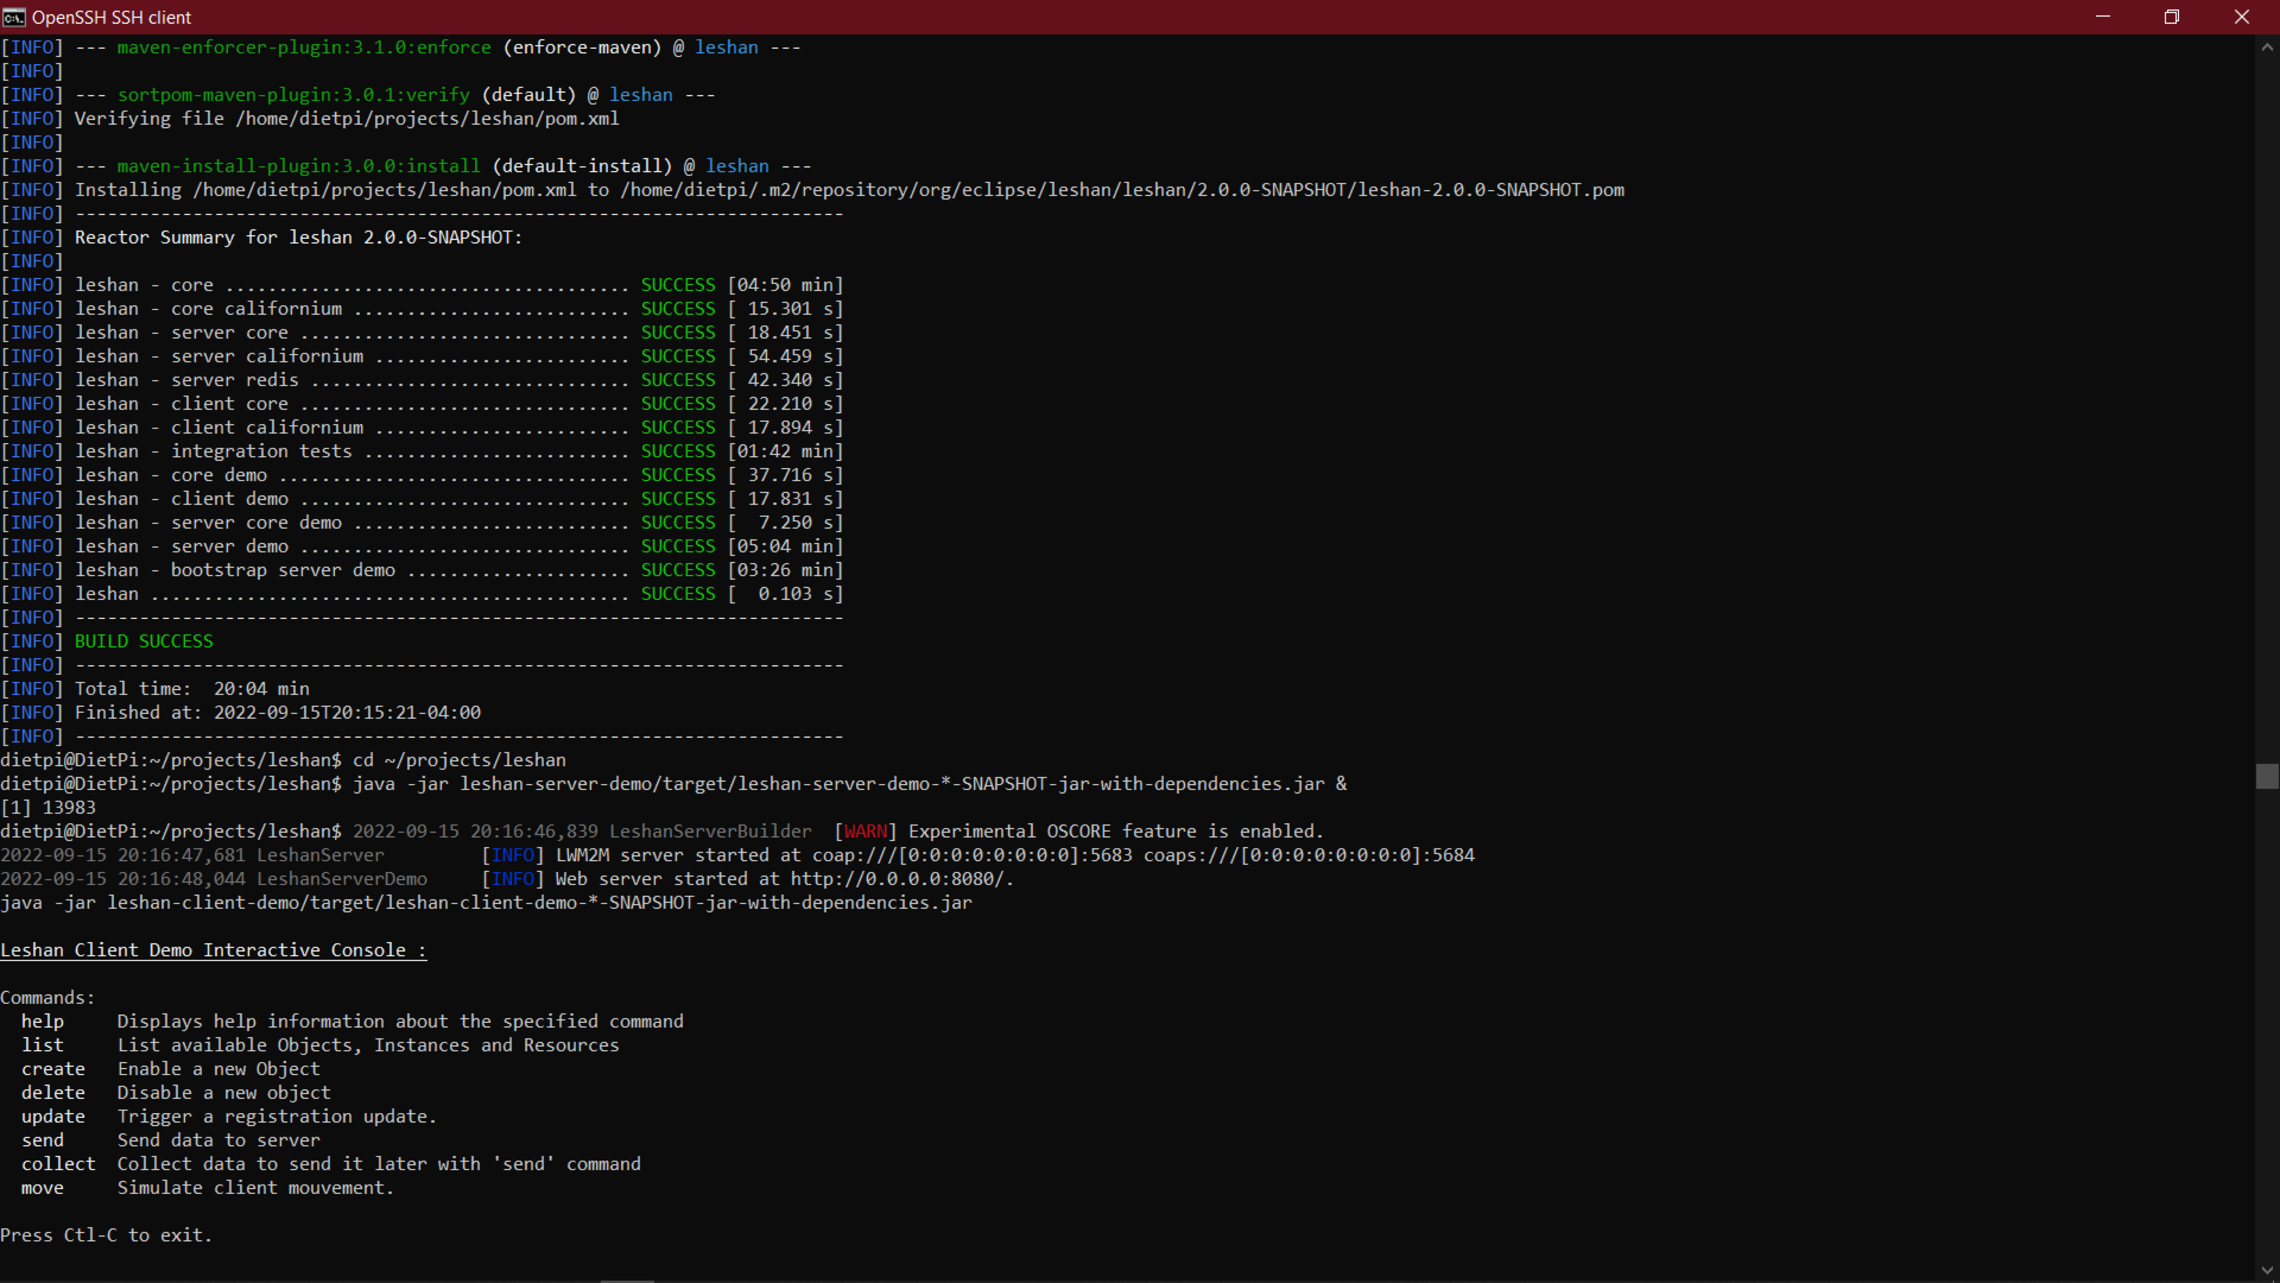 OpenSSH SSH client
[INFO] --- maven-enforcer-plugin:3.1.0:enforce (enforce-maven) @ leshan ---
[INFO]
[INFO] --- sortpom-maven-plugin:3.0.1:verify (default) @ leshan ---
[INFO] Verifying file /home/dietpi/projects/leshan/pom.xml
[INFO]
[INFO] --- maven-install-plugin:3.0.0:install (default-install) @ leshan ---
[INFO] Installing /home/dietpi/projects/leshan/pom.xml to /home/dietpi/.m2/repository/org/eclipse/leshan/leshan/2.0.0-SNAPSHOT/leshan-2.0.0-SNAPSHOT.pom
[INFO] ------------------------------------------------------------------------
[INFO] Reactor Summary for leshan 2.0.0-SNAPSHOT:
[INFO]
[INFO] leshan - core ...................................... SUCCESS [04:50 min]
[INFO] leshan - core californium .......................... SUCCESS [ 15.301 s]
[INFO] leshan - server core ............................... SUCCESS [ 18.451 s]
[INFO] leshan - server californium ........................ SUCCESS [ 54.459 s]
[INFO] leshan - server redis .............................. SUCCESS [ 42.340 s]
[INFO] leshan - client core ............................... SUCCESS [ 22.210 s]
[INFO] leshan - client californium ........................ SUCCESS [ 17.894 s]
[INFO] leshan - integration tests ......................... SUCCESS [01:42 min]
[INFO] leshan - core demo ................................. SUCCESS [ 37.716 s]
[INFO] leshan - client demo ............................... SUCCESS [ 17.831 s]
[INFO] leshan - server core demo .......................... SUCCESS [  7.250 s]
[INFO] leshan - server demo ............................... SUCCESS [05:04 min]
[INFO] leshan - bootstrap server demo ..................... SUCCESS [03:26 min]
[INFO] leshan ............................................. SUCCESS [  0.103 s]
[INFO] ------------------------------------------------------------------------
[INFO] BUILD SUCCESS
[INFO] ------------------------------------------------------------------------
[INFO] Total time:  20:04 min
[INFO] Finished at: 2022-09-15T20:15:21-04:00
[INFO] ------------------------------------------------------------------------
dietpi@DietPi:~/projects/leshan$ cd ~/projects/leshan
dietpi@DietPi:~/projects/leshan$ java -jar leshan-server-demo/target/leshan-server-demo-*-SNAPSHOT-jar-with-dependencies.jar &
[1] 13983
dietpi@DietPi:~/projects/leshan$ 2022-09-15 20:16:46,839 LeshanServerBuilder  [WARN] Experimental OSCORE feature is enabled.
2022-09-15 20:16:47,681 LeshanServer         [INFO] LWM2M server started at coap:///[0:0:0:0:0:0:0:0]:5683 coaps:///[0:0:0:0:0:0:0:0]:5684
2022-09-15 20:16:48,044 LeshanServerDemo     [INFO] Web server started at http://0.0.0.0:8080/.
java -jar leshan-client-demo/target/leshan-client-demo-*-SNAPSHOT-jar-with-dependencies.jar
Leshan Client Demo Interactive Console :
Commands:
help     Displays help information about the specified command
list     List available Objects, Instances and Resources
create   Enable a new Object
delete   Disable a new object
update   Trigger a registration update.
send     Send data to server
collect  Collect data to send it later with 'send' command
move     Simulate client mouvement.
Press Ctl-C to exit.